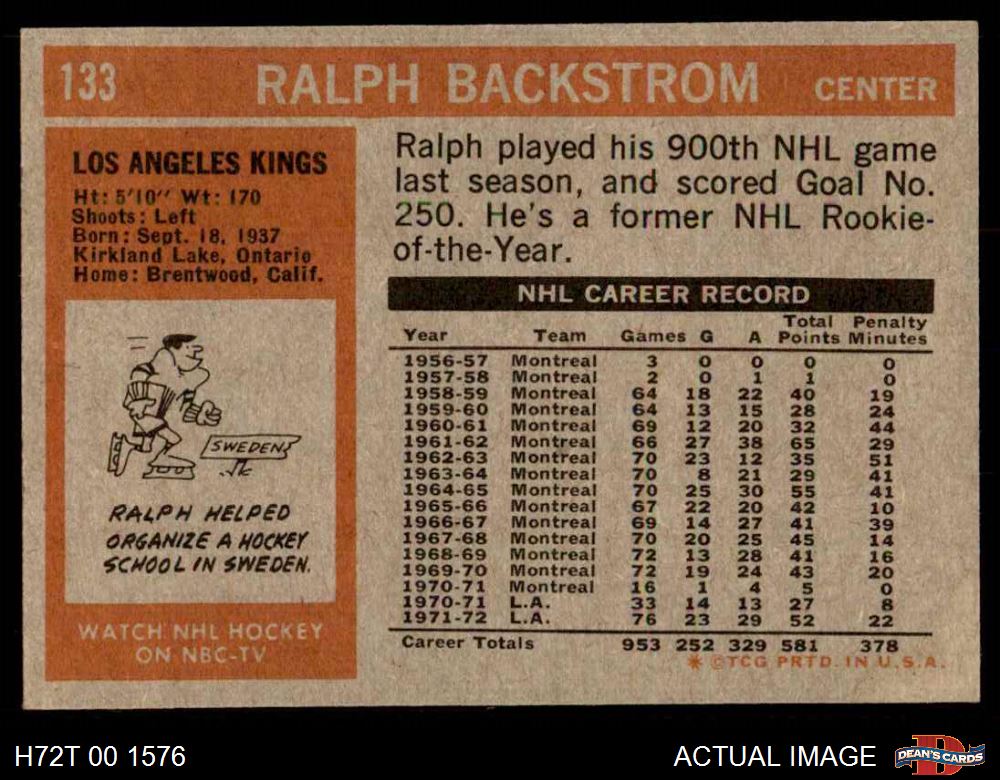 133 RALPH BACKSTROM CENTER
LOS ANGELES KINGS
Ht: 5'10" Wt: 170
Shoots: Left
Born: Sept. 18, 1937
Kirkland Lake, Ontario
Home: Brentwood, Calif.
SWEDEN
RALPH HELPED
ORGANIZE A HOCKEY
SCHOOL IN SWEDEN.
WATCH NHL HOCKEY
ON NBC-TV
Ralph played his 900th NHL game
last season, and scored Goal No.
250. He's a former NHL Rookie-
of-the-Year.
NHL CAREER RECORD
Total Penalty
Year Team Games G A Points Minutes
1956-57 Montreal 3 0 0 0 0
1957-58 Montreal 2 0 1 1 0
1958-59 Montreal 64 18 22 40 19
1959-60 Montreal 64 13 15 28 24
1960-61 Montreal 69 12 20 32 44
1961-62 Montreal 66 27 38 65 29
1962-63 Montreal 70 23 12 35 51
1963-64 Montreal 70 8 21 29 41
1964-65 Montreal 70 25 30 55 41
1965-66 Montreal 67 22 20 42 10
1966-67 Montreal 69 14 27 41 39
1967-68 Montreal 70 20 25 45 14
1968-69 Montreal 72 13 28 41 16
1969-70 Montreal 72 19 24 43 20
1970-71 Montreal 16 1 4 5 0
1970-71 L.A. 33 14 13 27 8
1971-72 L.A. 76 23 29 52 22
Career Totals 953 252 329 581 378
* ©TCG PRTD. IN U.S.A.
H72T 00 1576 ACTUAL IMAGE
D
DEAN'S CARDS